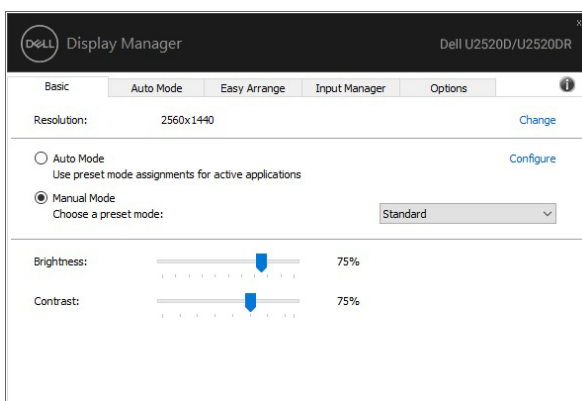 DELL Display Manager
Dell U2520D/U2520DR
Basic Auto Mode Easy Arrange Input Manager Options
Resolution: 2560x1440 Change
Auto Mode Configure
Use preset mode assignments for active applications
Manual Mode
Choose a preset mode: Standard
Brightness: 75%
Contrast: 75%